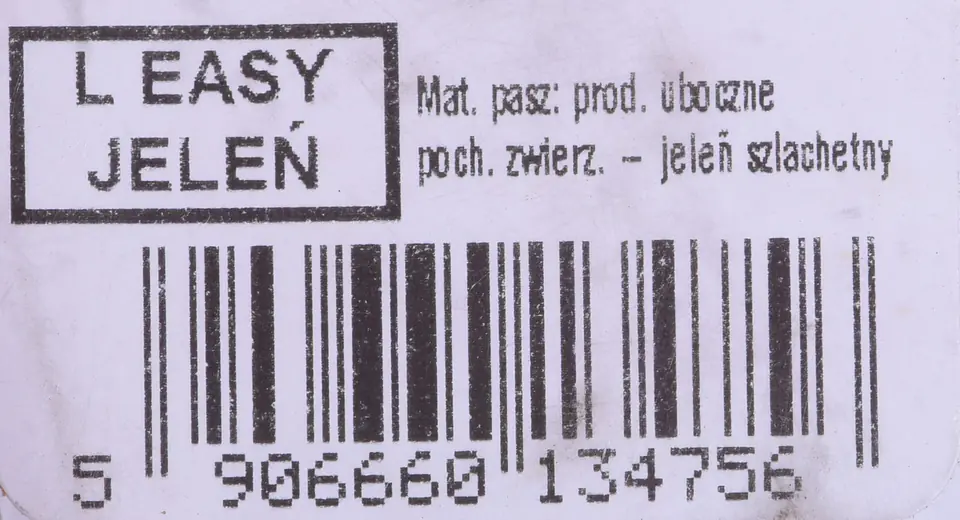 L EASY
JELEŃ
Mat. pasz: prod. uboczne
poch. zwierz. - jeleń szlachetny
5 906660 134756